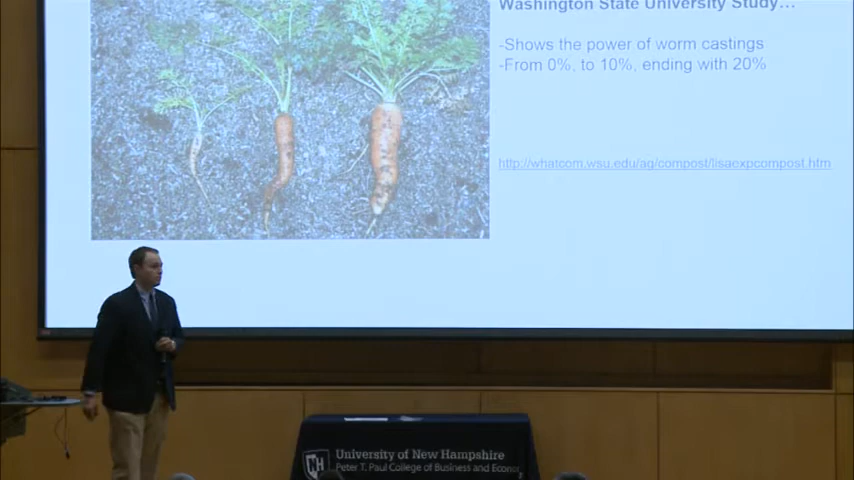 Washington State University Study...
-Shows the power of worm castings
-From 0%, to 10%, ending with 20%
http://whatcom.wsu.edu/ag/compost/lisaexpcompost.htm
University of New Hampshire
Peter T. Paul College of Business and Econo